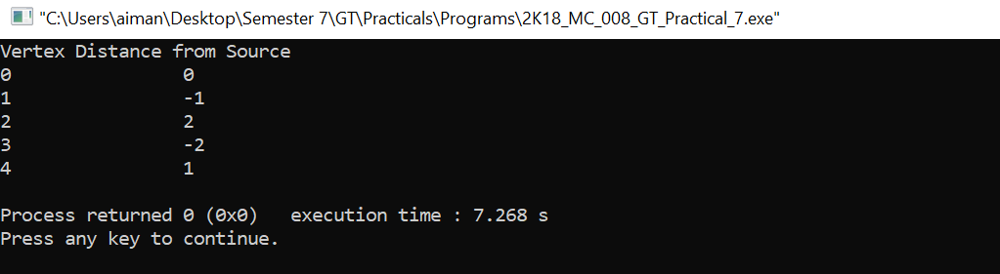 "C:\Users\aiman\Desktop\Semester 7\GT\Practicals\Programs\2K18_MC_008_GT_Practical_7.exe"
Vertex Distance from Source
0 0
1 -1
2 2
3 -2
4 1
Process returned 0 (0x0) execution time : 7.268 s
Press any key to continue.